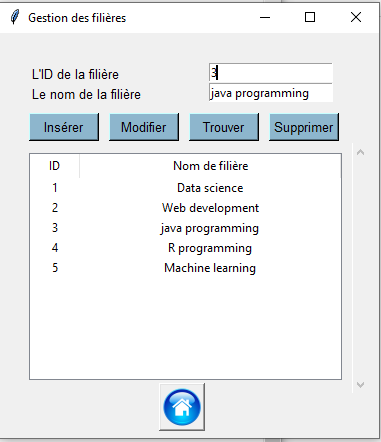 Gestion des filières
L'ID de la filière 3
Le nom de la filière java programming
Insérer Modifier Trouver Supprimer
ID Nom de filière
1 Data science
2 Web development
3 java programming
4 R programming
5 Machine learning